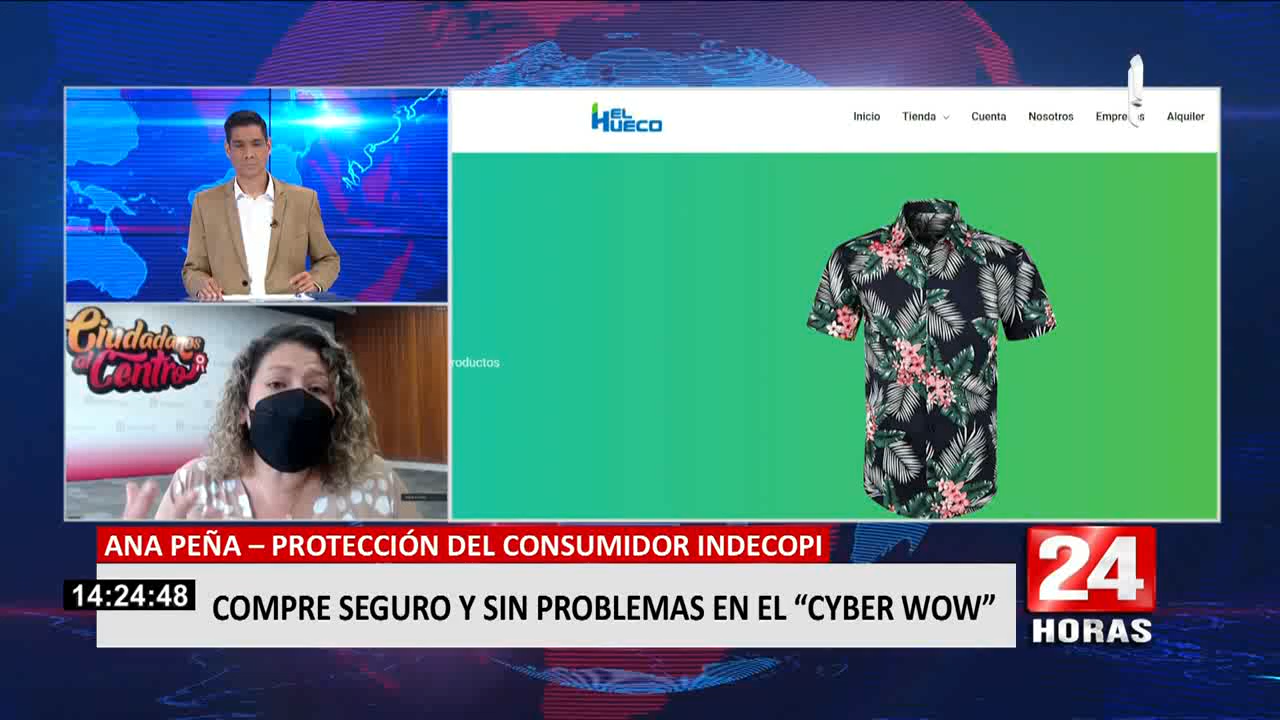 EL
HUECO
Inicio
Tienda
Cuenta
Nosotros
Alquiler
Ciudadanos
al Centro
ANA PEÑA – PROTECCIÓN DEL CONSUMIDOR INDECOPI
14:24:48
COMPRE SEGURO Y SIN PROBLEMAS EN EL “CYBER WOW”
24
HORAS